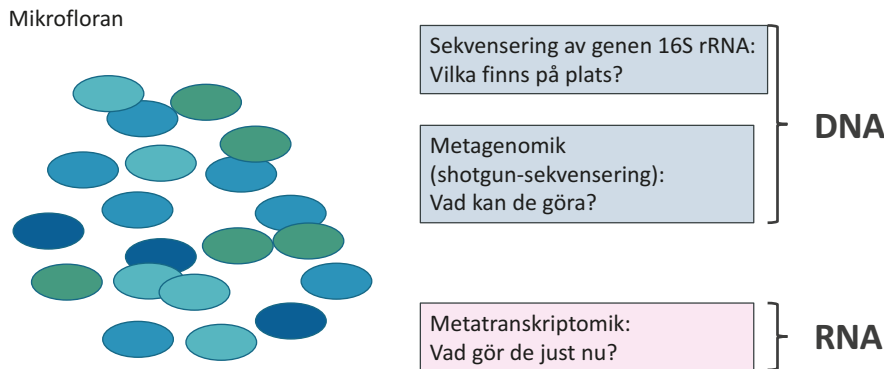 Mikrofloran
Sekvensering av genen 16S rRNA:
Vilka finns på plats?
Metagenomik
(shotgun-sekvensering):
Vad kan de göra?
DNA
Metatranskriptomik:
Vad gör de just nu?
RNA